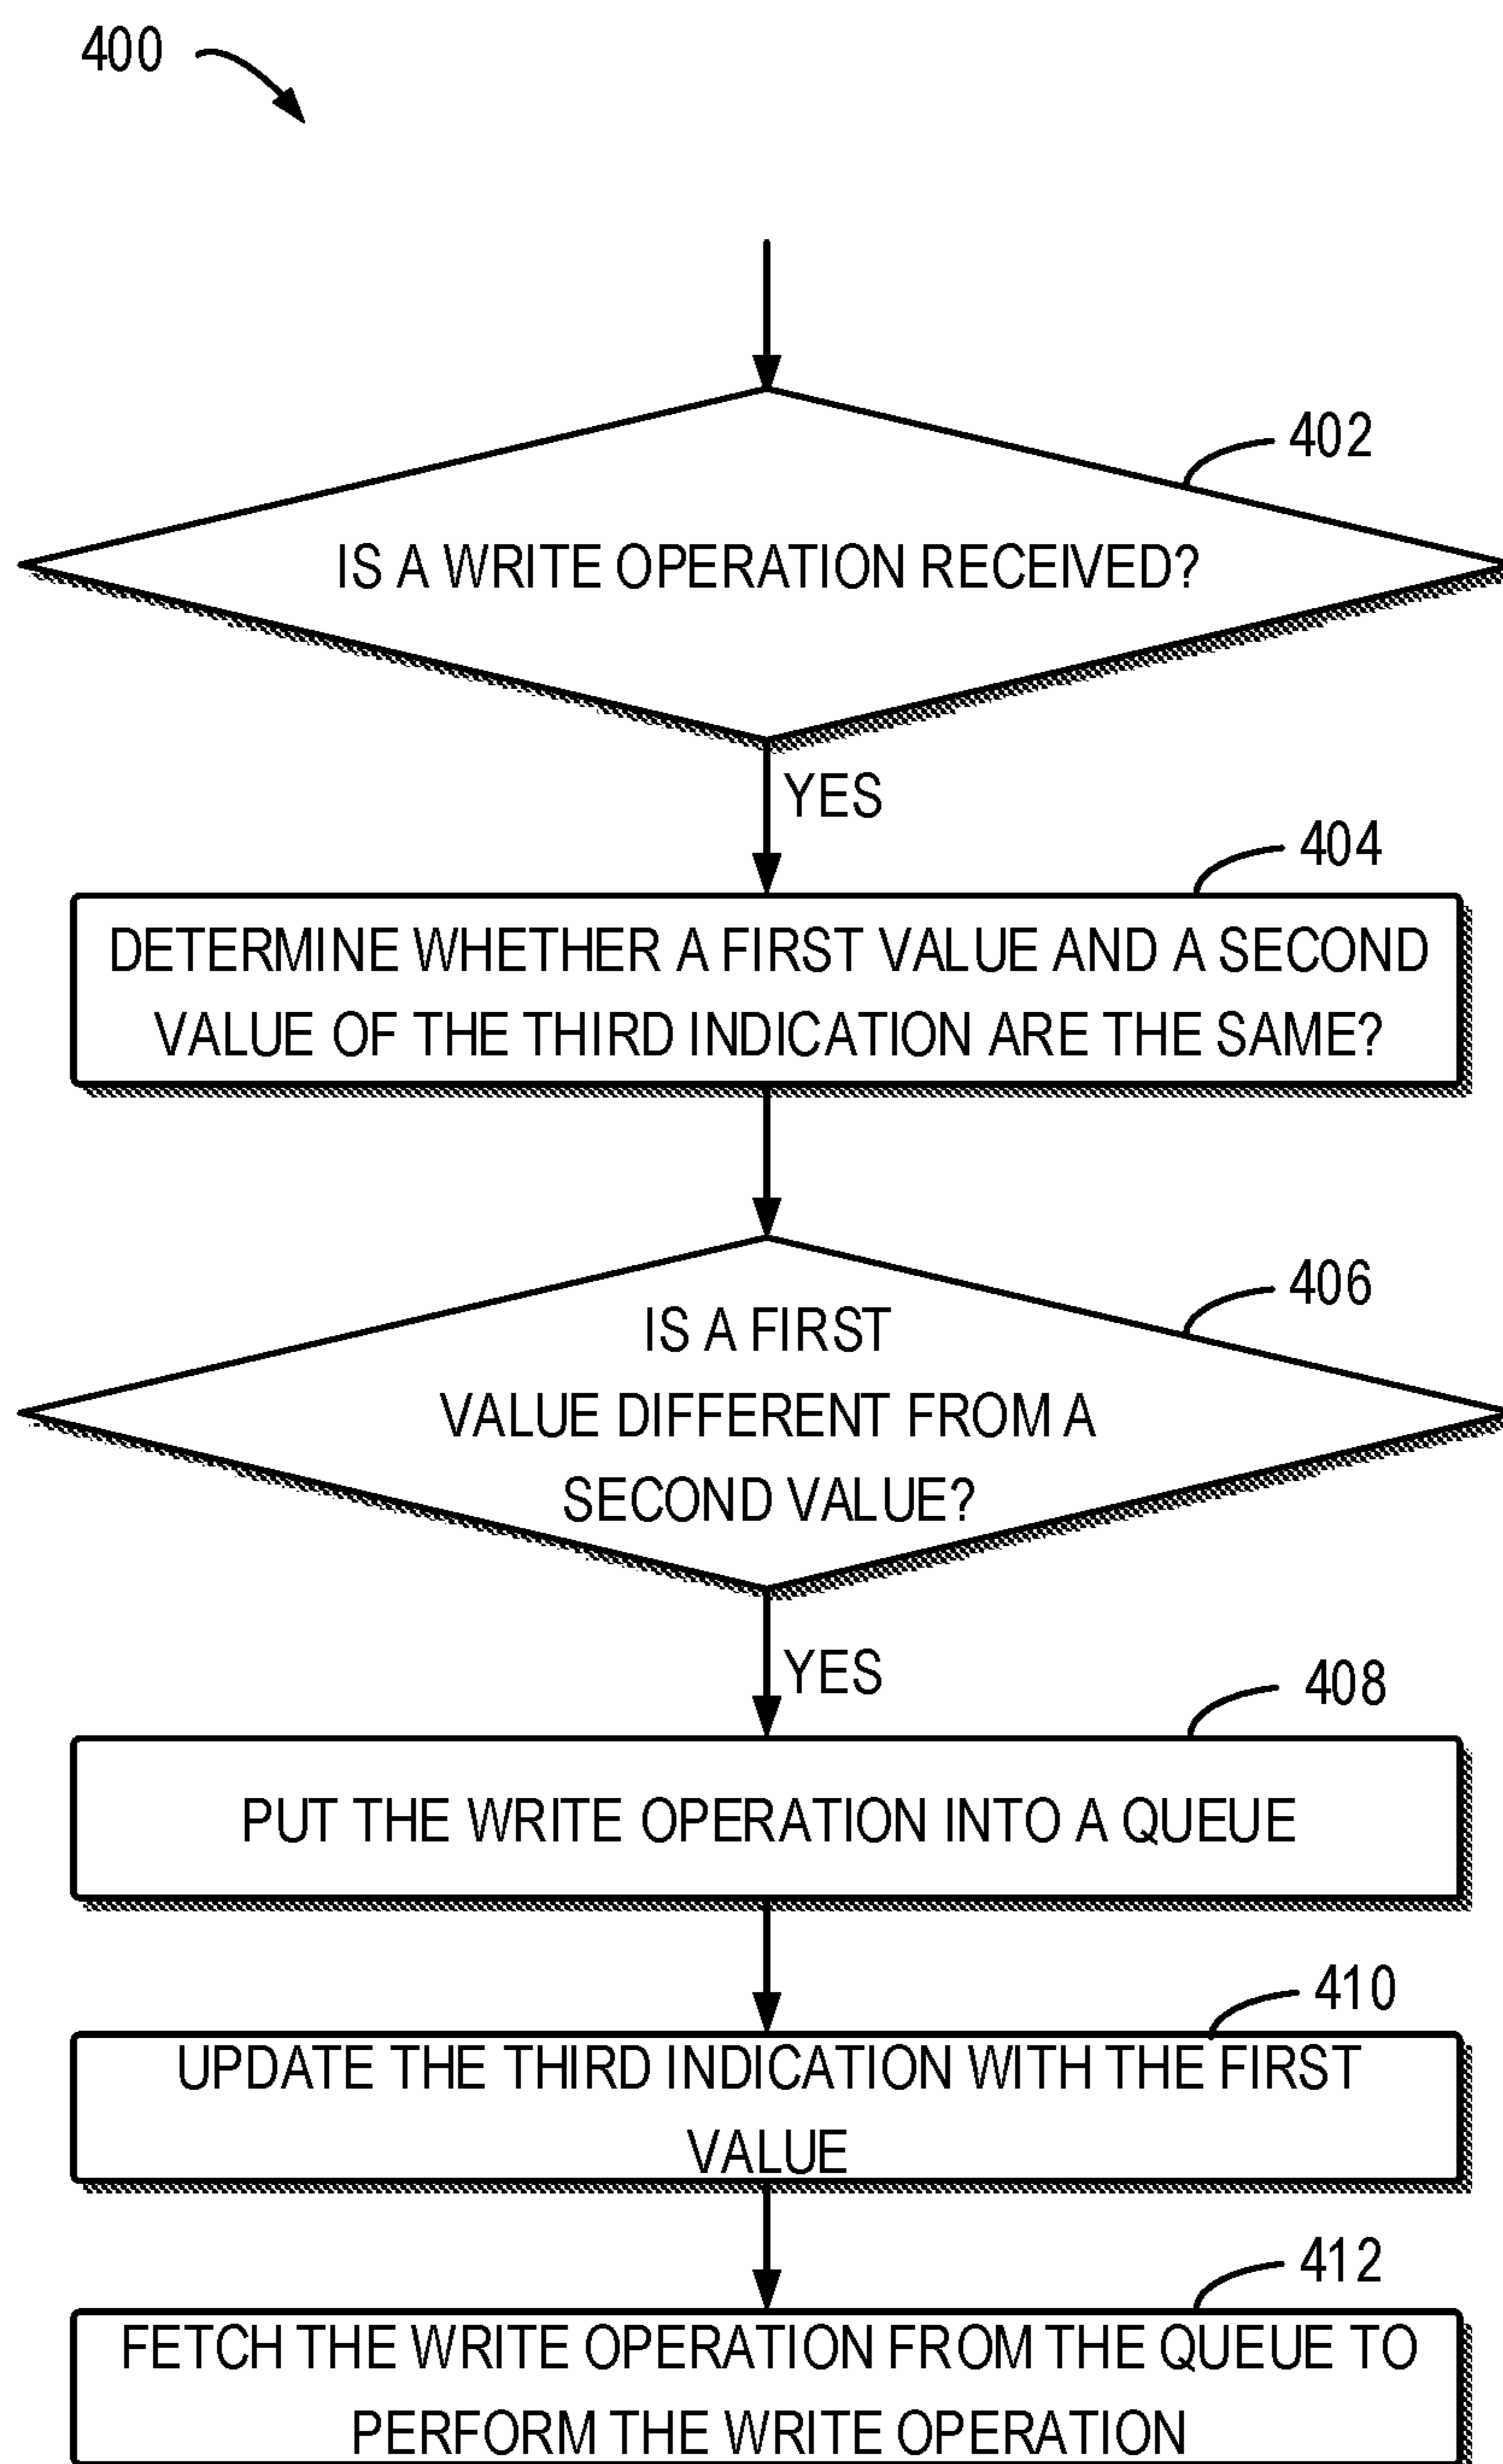 400
402
IS A WRITE OPERATION RECEIVED?
YES
404
DETERMINE WHETHER A FIRST VALUE AND A SECOND
VALUE OF THE THIRD INDICATION ARE THE SAME?
406
IS A FIRST
VALUE DIFFERENT FROM A
SECOND VALUE?
YES
408
PUT THE WRITE OPERATION INTO A QUEUE
410
UPDATE THE THIRD INDICATION WITH THE FIRST
VALUE
412
FETCH THE WRITE OPERATION FROM THE QUEUE TO
PERFORM THE WRITE OPERATION